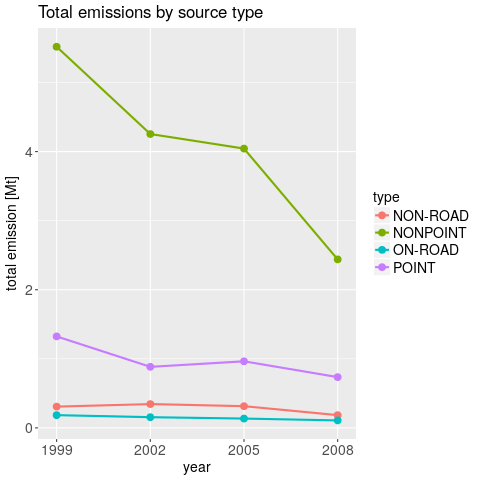 Total emissions by source type
total emission [Mt]
4
2
0
1999 2002 2005 2008
year
type
NON-ROAD
NONPOINT
ON-ROAD
POINT